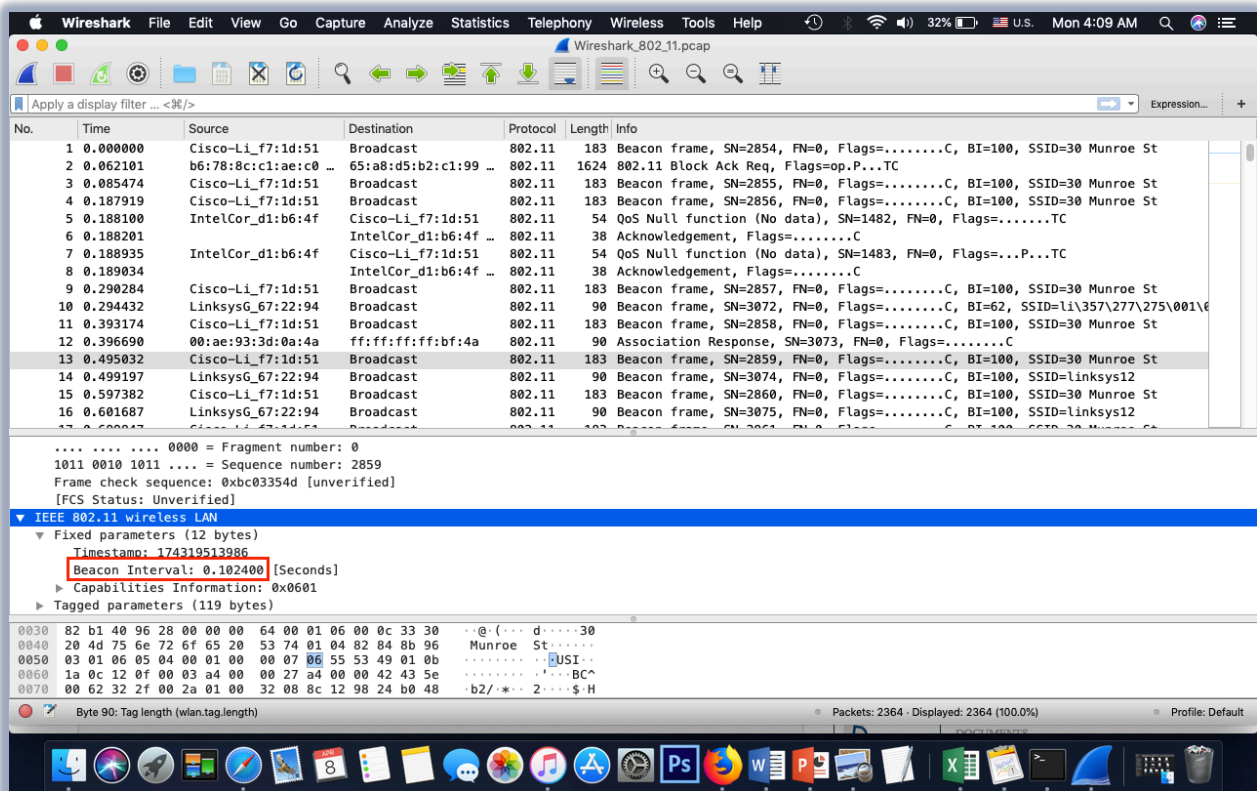 Wireshark File Edit View Go Capture Analyze Statistics Telephony Wireless Tools Help 32% U.S. Mon 4:09 AM
Wireshark_802_11.pcap
Apply a display filter ... <⌘/> Expression... +
No. Time Source Destination Protocol Length Info
1 0.000000 Cisco-Li_f7:1d:51 Broadcast 802.11 183 Beacon frame, SN=2854, FN=0, Flags=........C, BI=100, SSID=30 Munroe St
2 0.062101 b6:78:8c:c1:ae:c0 … 65:a8:d5:b2:c1:99 … 802.11 1624 802.11 Block Ack Req, Flags=op.P...TC
3 0.085474 Cisco-Li_f7:1d:51 Broadcast 802.11 183 Beacon frame, SN=2855, FN=0, Flags=........C, BI=100, SSID=30 Munroe St
4 0.187919 Cisco-Li_f7:1d:51 Broadcast 802.11 183 Beacon frame, SN=2856, FN=0, Flags=........C, BI=100, SSID=30 Munroe St
5 0.188100 IntelCor_d1:b6:4f Cisco-Li_f7:1d:51 802.11 54 QoS Null function (No data), SN=1482, FN=0, Flags=.......TC
6 0.188201 IntelCor_d1:b6:4f … 802.11 38 Acknowledgement, Flags=........C
7 0.188935 IntelCor_d1:b6:4f Cisco-Li_f7:1d:51 802.11 54 QoS Null function (No data), SN=1483, FN=0, Flags=...P...TC
8 0.189034 IntelCor_d1:b6:4f … 802.11 38 Acknowledgement, Flags=........C
9 0.290284 Cisco-Li_f7:1d:51 Broadcast 802.11 183 Beacon frame, SN=2857, FN=0, Flags=........C, BI=100, SSID=30 Munroe St
10 0.294432 LinksysG_67:22:94 Broadcast 802.11 90 Beacon frame, SN=3072, FN=0, Flags=........C, BI=62, SSID=li\357\277\275\001\
11 0.393174 Cisco-Li_f7:1d:51 Broadcast 802.11 183 Beacon frame, SN=2858, FN=0, Flags=........C, BI=100, SSID=30 Munroe St
12 0.396690 00:ae:93:3d:0a:4a ff:ff:ff:ff:bf:4a 802.11 90 Association Response, SN=3073, FN=0, Flags=........C
13 0.495032 Cisco-Li_f7:1d:51 Broadcast 802.11 183 Beacon frame, SN=2859, FN=0, Flags=........C, BI=100, SSID=30 Munroe St
14 0.499197 LinksysG_67:22:94 Broadcast 802.11 90 Beacon frame, SN=3074, FN=0, Flags=........C, BI=100, SSID=linksys12
15 0.597382 Cisco-Li_f7:1d:51 Broadcast 802.11 183 Beacon frame, SN=2860, FN=0, Flags=........C, BI=100, SSID=30 Munroe St
16 0.601687 LinksysG_67:22:94 Broadcast 802.11 90 Beacon frame, SN=3075, FN=0, Flags=........C, BI=100, SSID=linksys12
.... .... .... 0000 = Fragment number: 0
1011 0010 1011 .... = Sequence number: 2859
Frame check sequence: 0xbc03354d [unverified]
[FCS Status: Unverified]
IEEE 802.11 wireless LAN
Fixed parameters (12 bytes)
Timestamp: 174319513986
Beacon Interval: 0.102400 [Seconds]
Capabilities Information: 0x0601
Tagged parameters (119 bytes)
0030 82 b1 40 96 28 00 00 00 64 00 01 06 00 0c 33 30 ··@·(··· d·····30
0040 20 4d 75 6e 72 6f 65 20 53 74 01 04 82 84 8b 96 Munroe St······
0050 03 01 06 05 04 00 01 00 00 07 06 55 53 49 01 0b ········ ···USI··
0060 1a 0c 12 0f 00 03 a4 00 00 27 a4 00 00 42 43 5e ········ ·'···BC^
0070 00 62 32 2f 00 2a 01 00 32 08 8c 12 98 24 b0 48 ·b2/·*·· 2····$·H
Byte 90: Tag length (wlan.tag.length) Packets: 2364 · Displayed: 2364 (100.0%) Profile: Default
DOCUMENTS
APR
8
Ps W P X